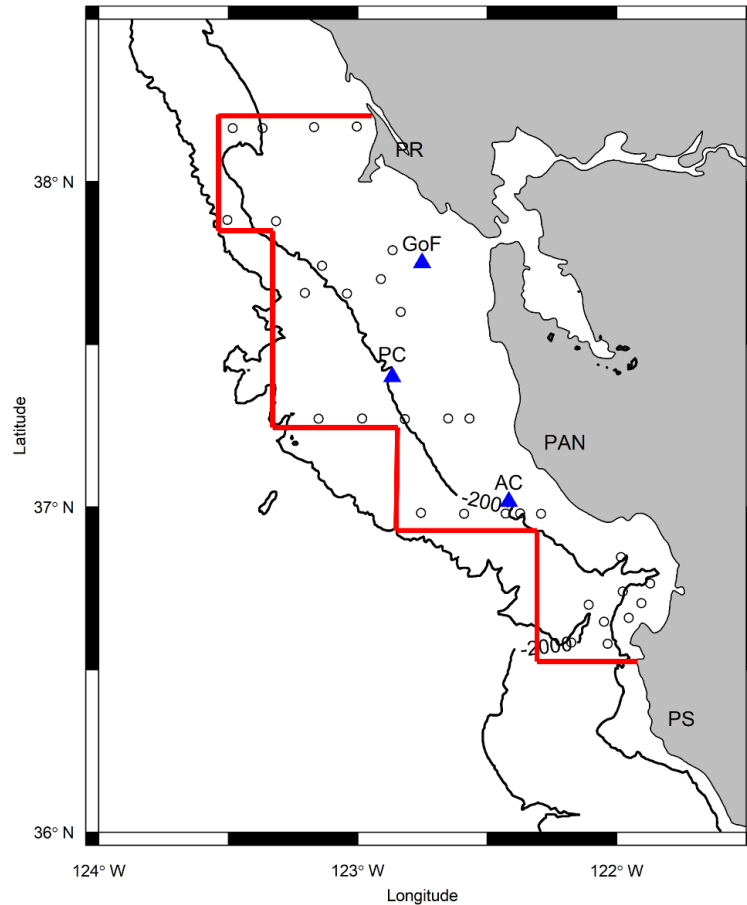 PR
38° N
GoF
PC
Latitude
PAN
AC
-200
37° N
-2000
PS
36° N
124° W
123° W
122° W
Longitude